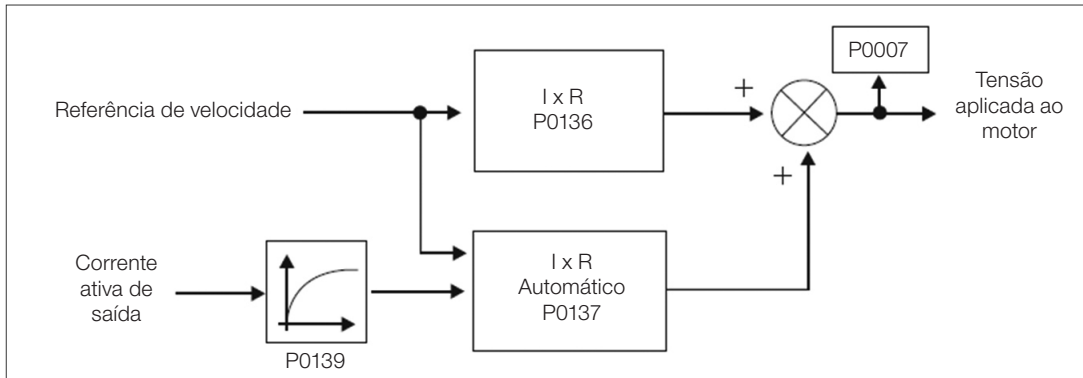 P0007
Referência de velocidade
I x R
P0136
+
Tensão
aplicada ao
motor
+
Corrente
ativa de
saída
P0139
I x R
Automático
P0137